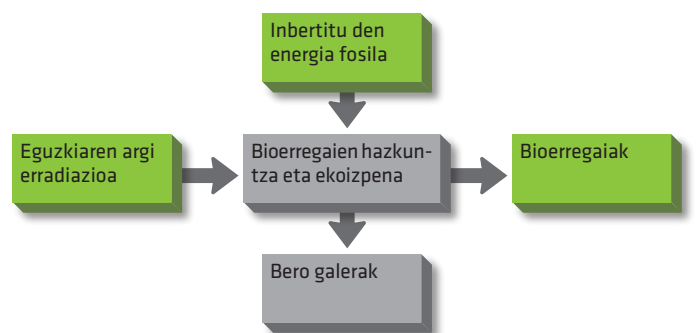 Inbertitu den
energia fosila
Eguzkiaren argi
erradiazioa
Bioerregaien hazkun-
tza eta ekoizpena
Bioerregaiak
Bero galerak